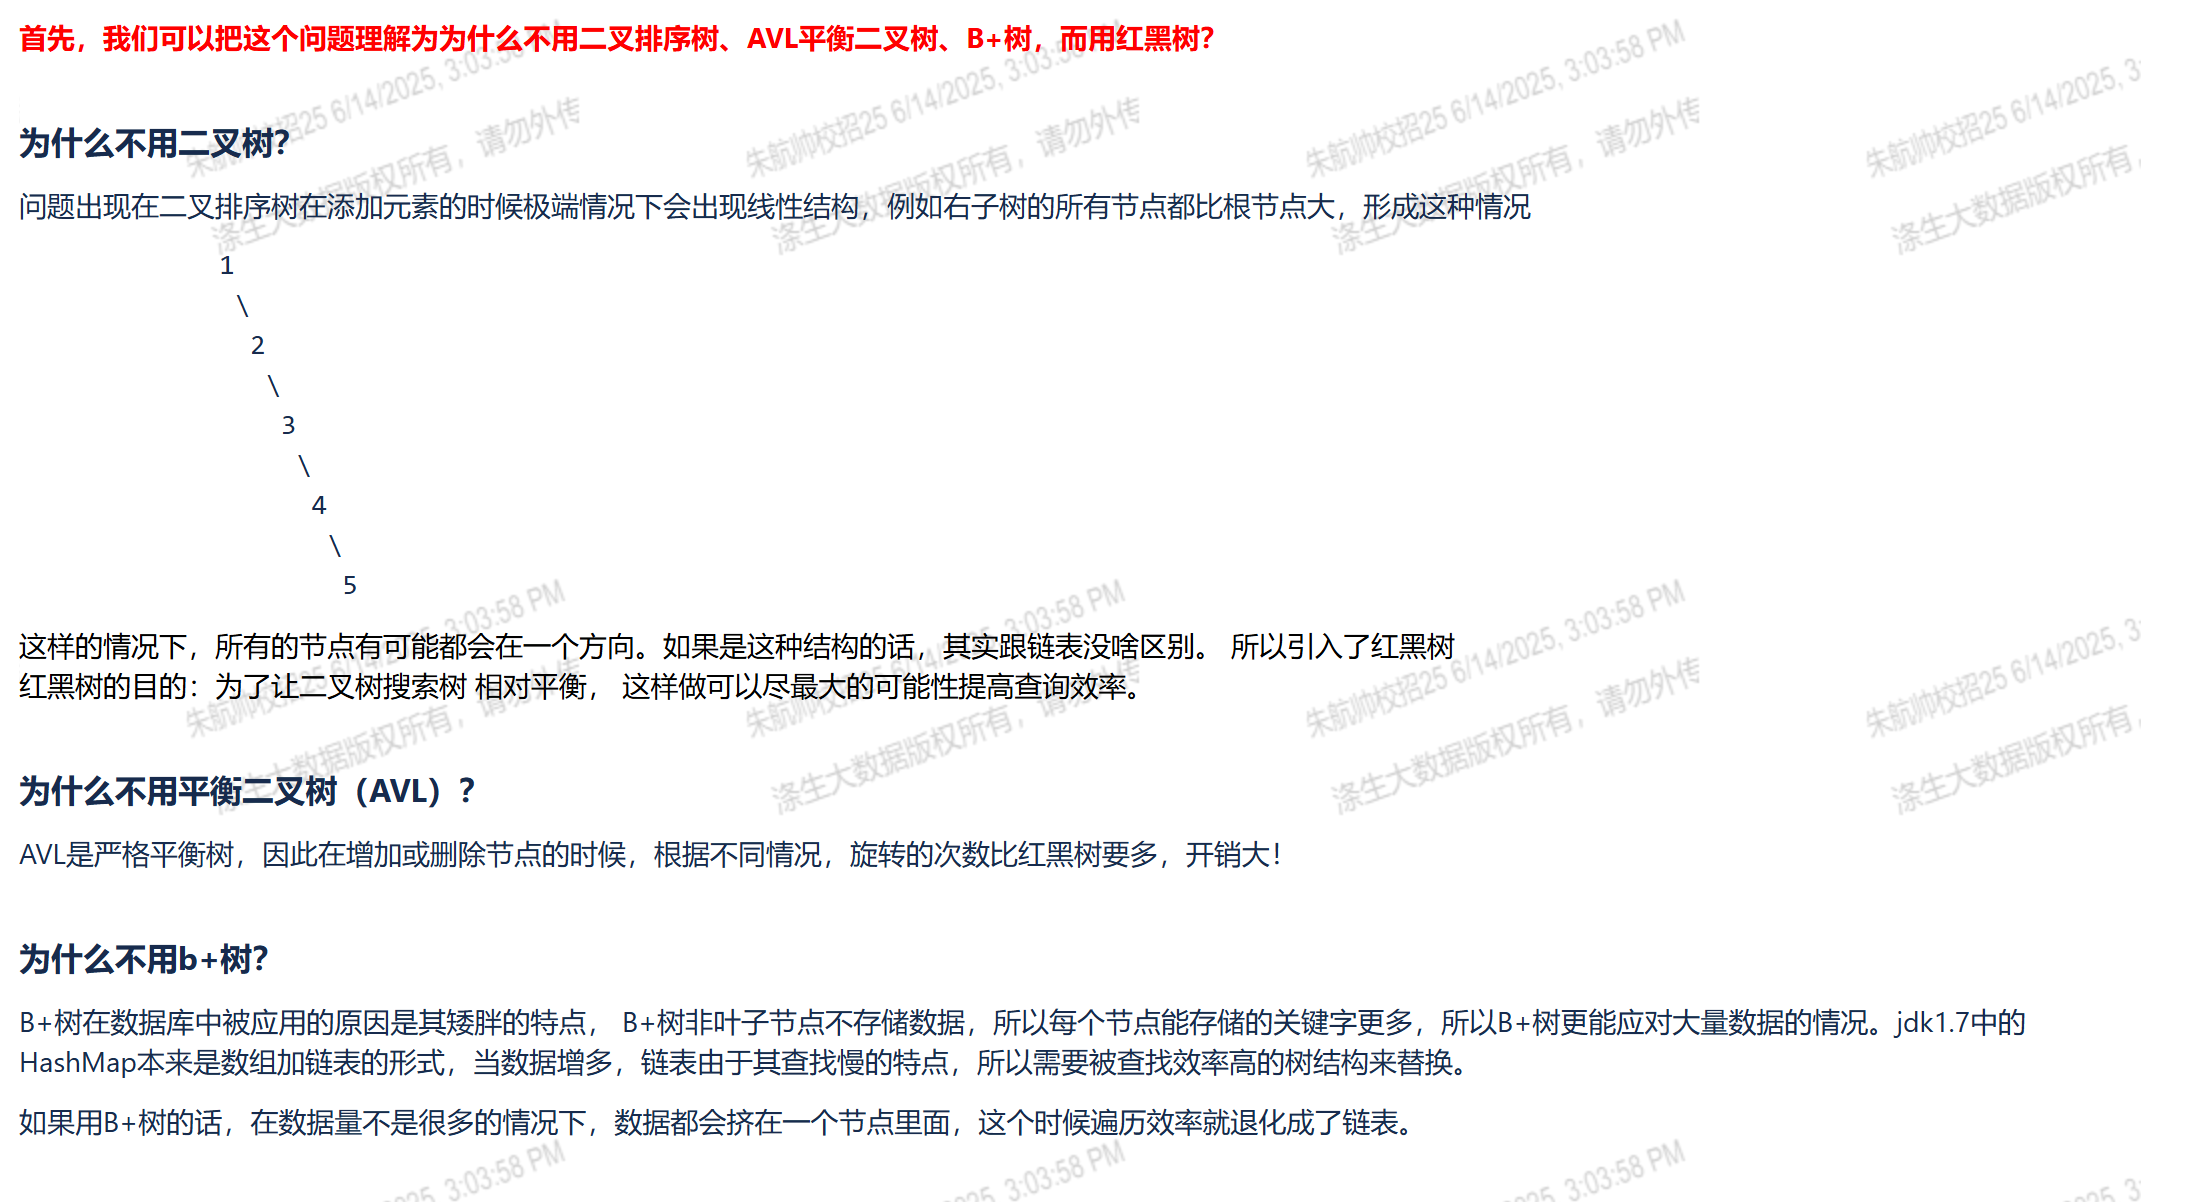 首先，我们可以把这个问题理解为为什么不用二叉排序树、AVL平衡二叉树、B+树，而用红黑树？
为什么不用二叉树？
问题出现在二叉排序树在添加元素的时候极端情况下会出现线性结构，例如右子树的所有节点都比根节点大，形成这种情况
1
\
2
\
3
\
4
\
5
这样的情况下，所有的节点有可能都会在一个方向。如果是这种结构的话，其实跟链表没啥区别。 所以引入了红黑树
红黑树的目的：为了让二叉树搜索树 相对平衡， 这样做可以尽最大的可能性提高查询效率。
为什么不用平衡二叉树（AVL）？
AVL是严格平衡树，因此在增加或删除节点的时候，根据不同情况，旋转的次数比红黑树要多，开销大！
为什么不用b+树？
B+树在数据库中被应用的原因是其矮胖的特点， B+树非叶子节点不存储数据，所以每个节点能存储的关键字更多，所以B+树更能应对大量数据的情况。jdk1.7中的
HashMap本来是数组加链表的形式，当数据增多，链表由于其查找慢的特点，所以需要被查找效率高的树结构来替换。
如果用B+树的话，在数据量不是很多的情况下，数据都会挤在一个节点里面，这个时候遍历效率就退化成了链表。
朱航帅校招25 6/14/2025, 3:03:58 PM
涤生大数据版权所有，请勿外传